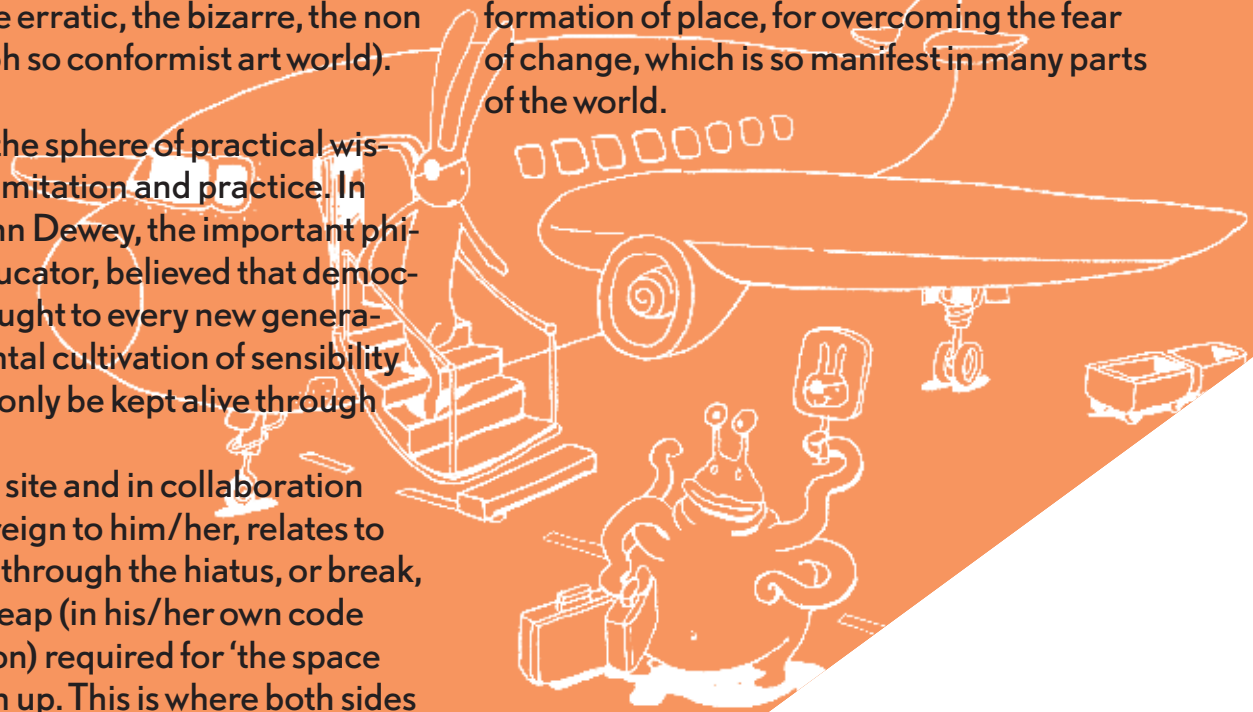 e erratic, the bizarre, the non
oh so conformist art world).
the sphere of practical wis-
mitation and practice. In
nn Dewey, the important phi-
ucator, believed that democ-
ught to every new genera-
ntal cultivation of sensibility
only be kept alive through
site and in collaboration
reign to him/her, relates to
through the hiatus, or break,
eap (in his/her own code
on) required for ‘the space
n up. This is where both sides
formation of place, for overcoming the fear
of change, which is so manifest in many parts
of the world.